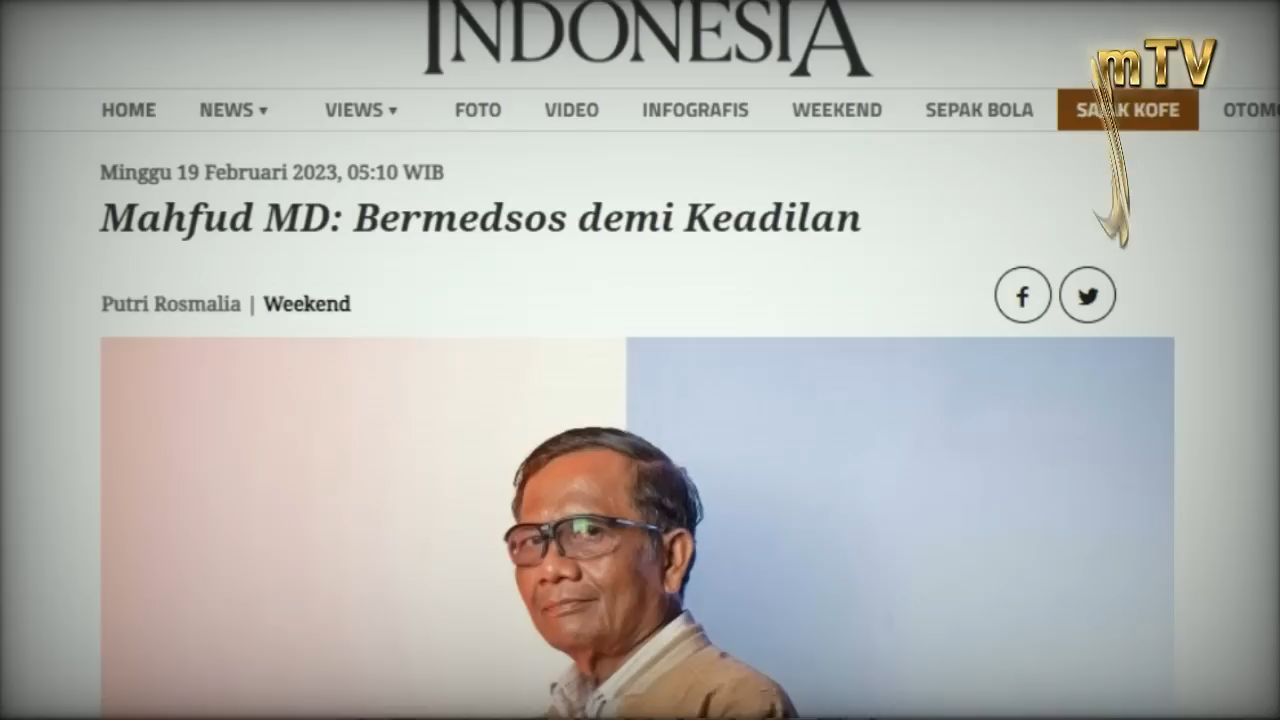 INDONESIA
mTV
HOME NEWS VIEWS FOTO VIDEO INFOGRAFIS WEEKEND SEPAK BOLA KOFE
Minggu 19 Februari 2023, 05:10 WIB
Mahfud MD: Bermedsos demi Keadilan
Putri Rosmalia | Weekend